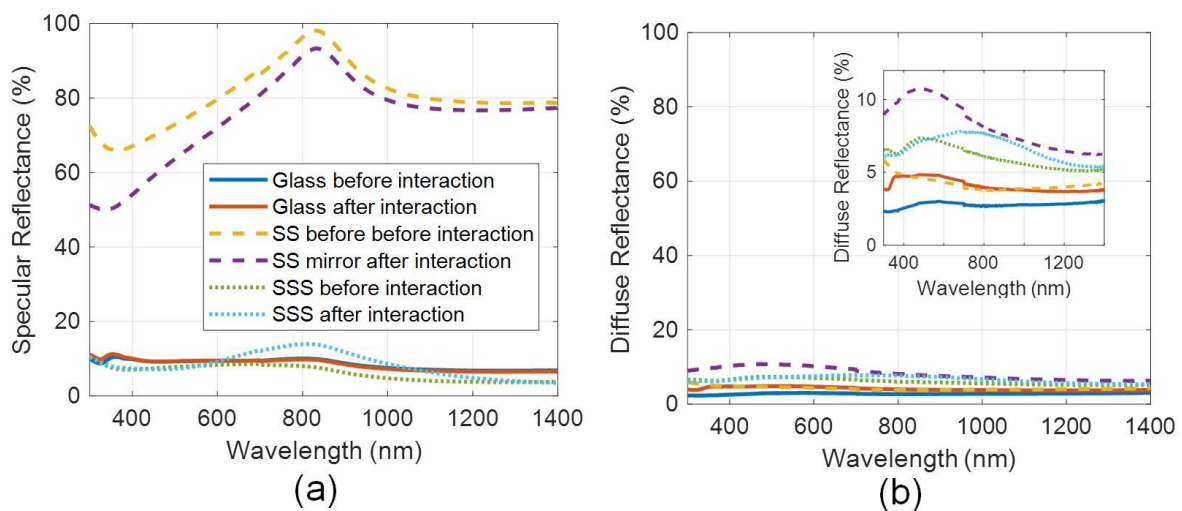 100
80
60
40
20
0
Specular Reflectance (%)
Glass before interaction
Glass after interaction
SS before before interaction
SS mirror after interaction
SSS before interaction
SSS after interaction
400 600 800 1000 1200 1400
Wavelength (nm)
(a)
100
80
60
40
20
0
Diffuse Reflectance (%)
10
5
0
Diffuse Reflectance (%)
400 800 1200
Wavelength (nm)
400 600 800 1000 1200 1400
Wavelength (nm)
(b)